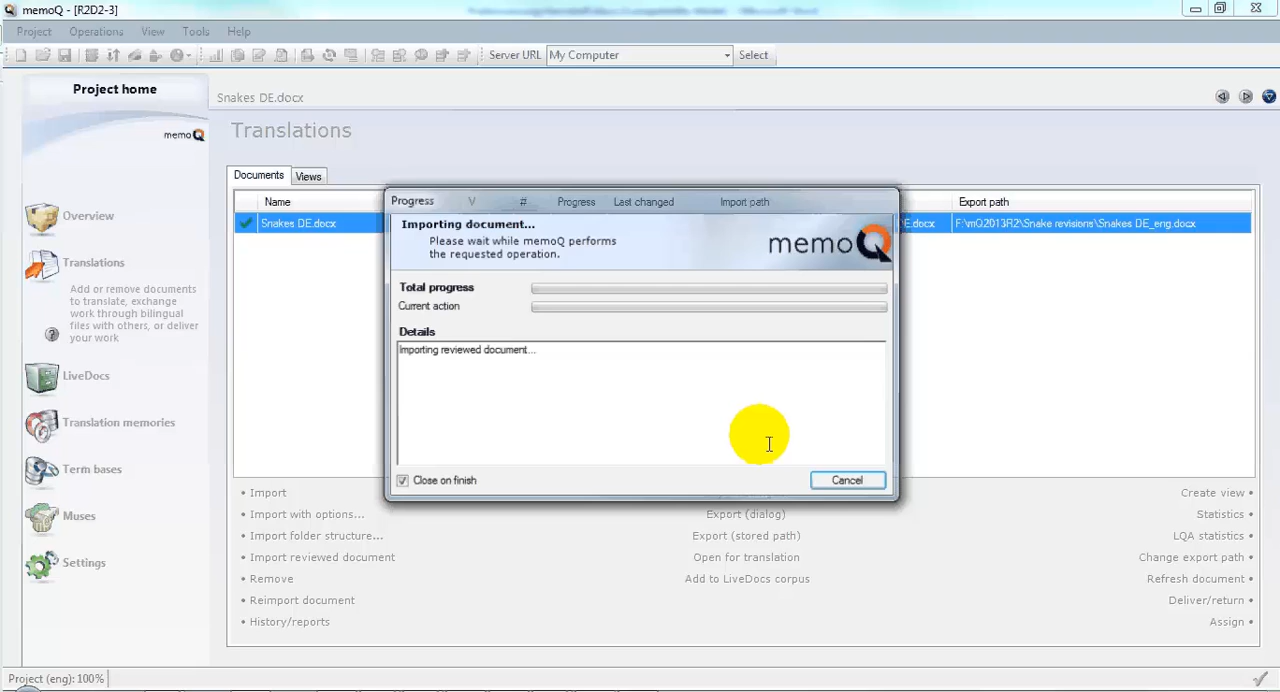 memoQ - [R2D2-3]
Project Operations View Tools Help
Server URL My Computer Select
Project home
memoQ
Snakes DE.docx
Translations
Documents Views
Name Progress V # Progress Last changed Import path Export path
Snakes DE.docx E.docx F:\mQ2013R2\Snake revisions\Snakes DE_eng.docx
Importing document...
Please wait while memoQ performs
the requested operation.
memoQ
Total progress
Current action
Details
Importing reviewed document...
Close on finish Cancel
Overview
Translations
Add or remove documents
to translate, exchange
work through bilingual
files with others, or deliver
your work
LiveDocs
Translation memories
Term bases
Muses
Settings
• Import
• Import with options...
• Import folder structure...
• Import reviewed document
• Remove
• Reimport document
• History/reports
Export (dialog)
Export (stored path)
Open for translation
Add to LiveDocs corpus
Create view •
Statistics •
LQA statistics •
Change export path •
Refresh document •
Deliver/return •
Assign •
Project (eng): 100%